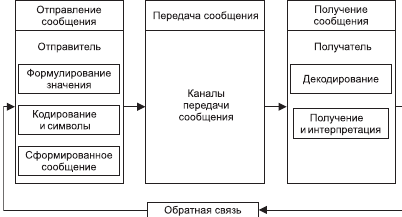 Отправление
сообщения
Отправитель
Формулирование
значения
Кодирование
и символы
Сформированное
сообщение
Передача сообщения
Каналы
передачи
сообщения
Получение
сообщения
Получатель
Декодирование
Получение
и интерпретация
Обратная связь